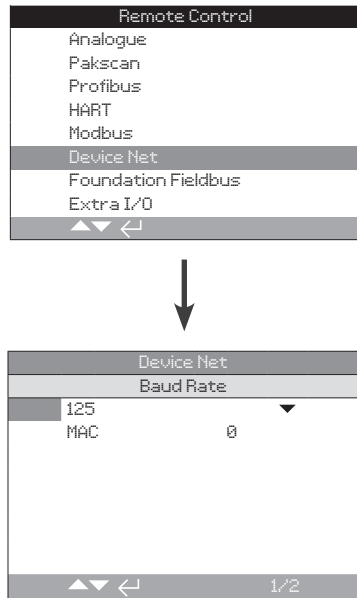 Remote Control
Analogue
Pakscan
Profibus
HART
Modbus
Device Net
Foundation Fieldbus
Extra I/O
Device Net
Baud Rate
125
MAC 0
1/2